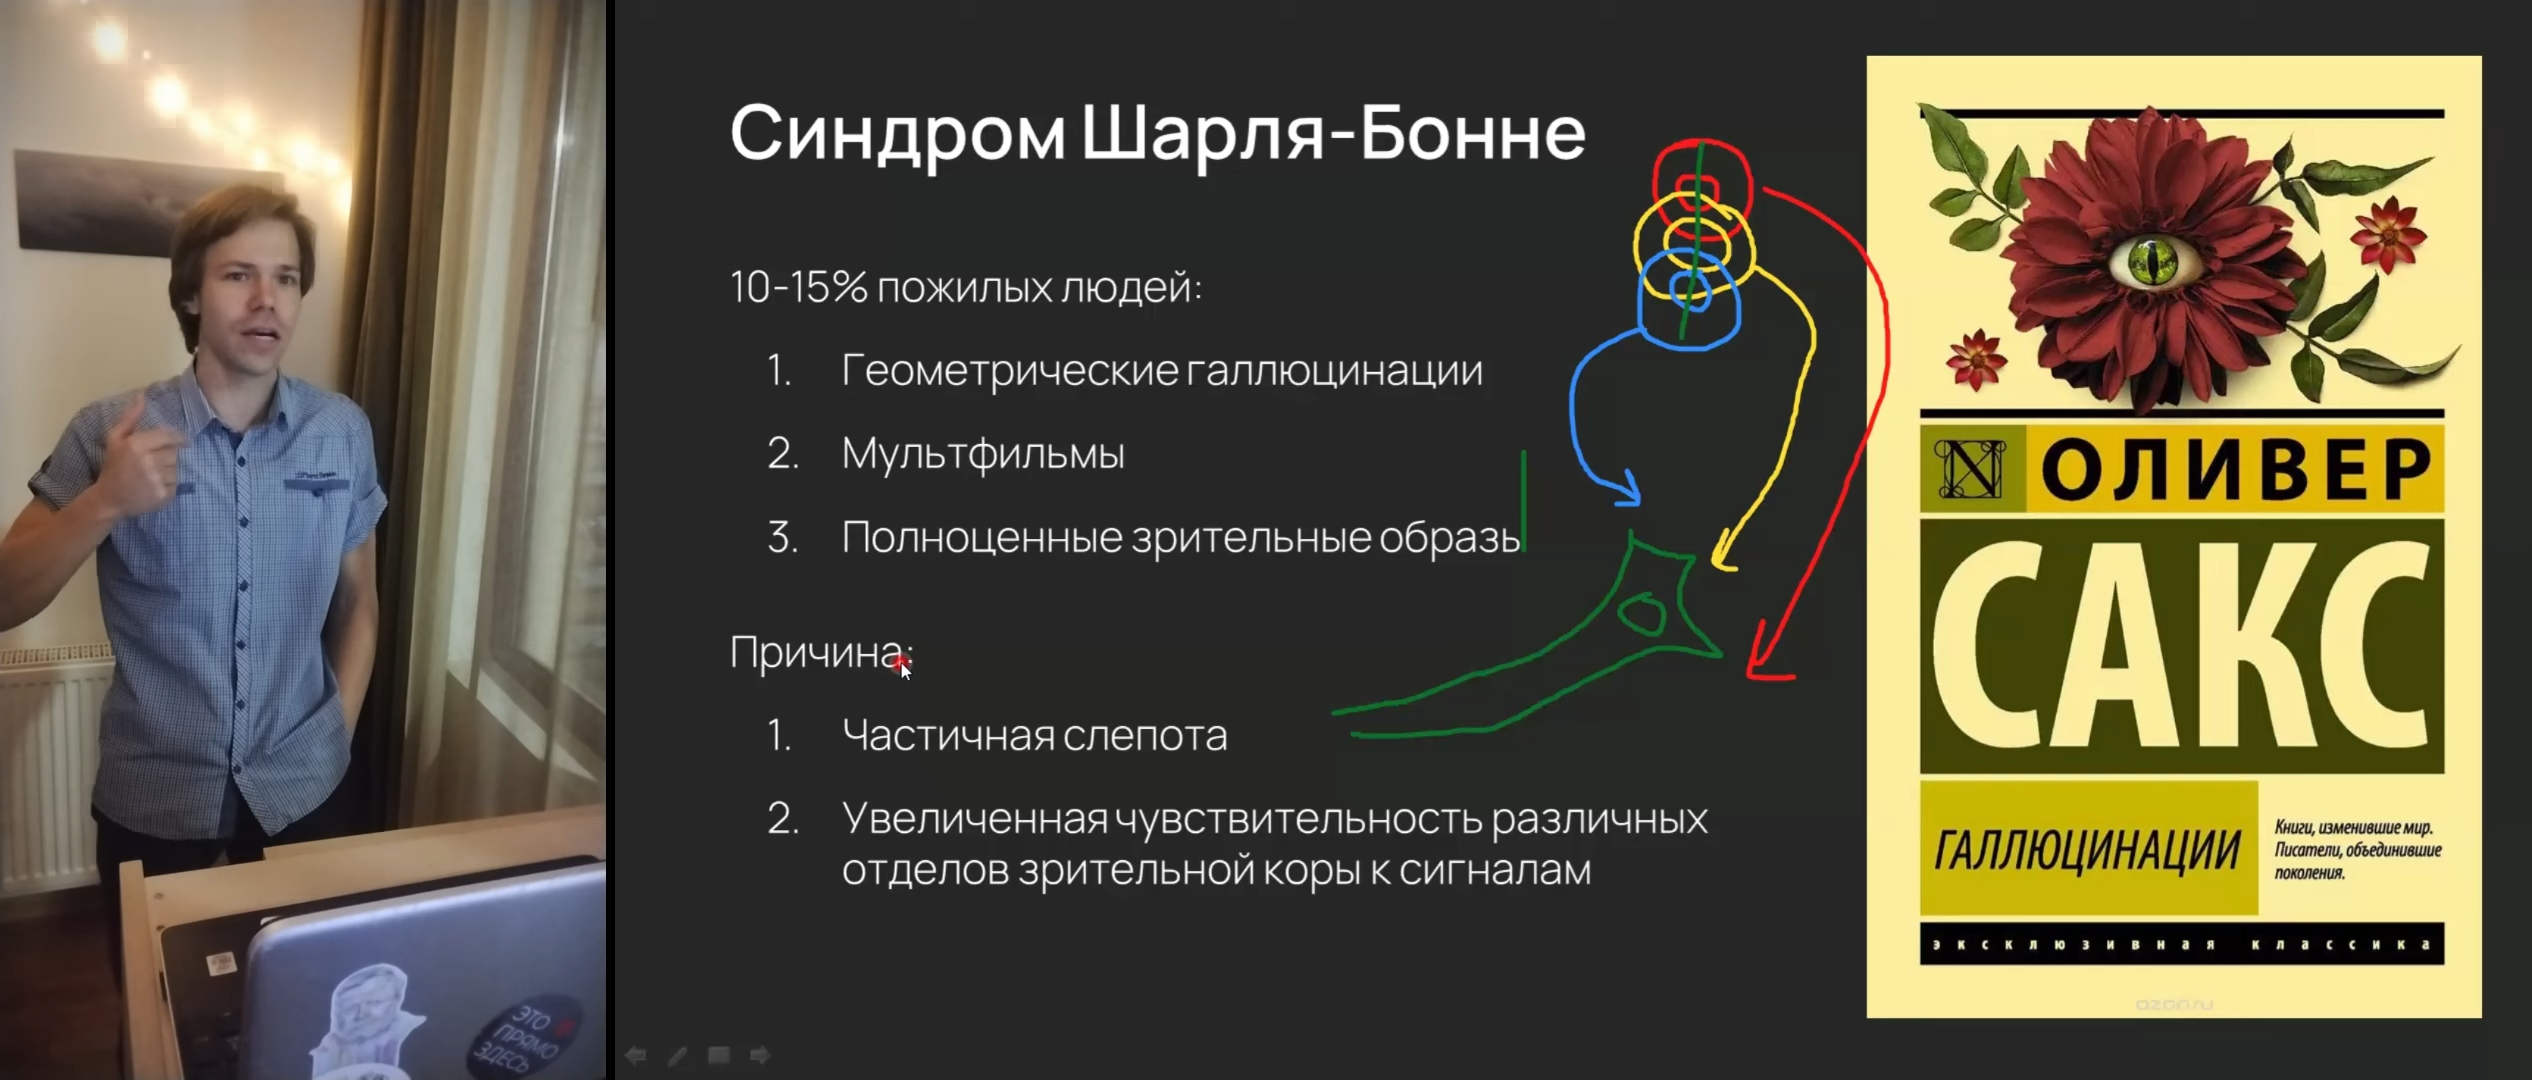 Синдром Шарля-Бонне
10-15% пожилых людей:
1. Геометрические галлюцинации
2. Мультфильмы
3. Полноценные зрительные образы
Причина:
1. Частичная слепота
2. Увеличенная чувствительность различных
отделов зрительной коры к сигналам
N ОЛИВЕР
САКС
ГАЛЛЮЦИНАЦИИ
Книги, изменившие мир.
Писатели, объединившие
поколения.
эксклюзивная классика
ozon.ru
ЭТО
ПРЯМО
ЗДЕСЬ